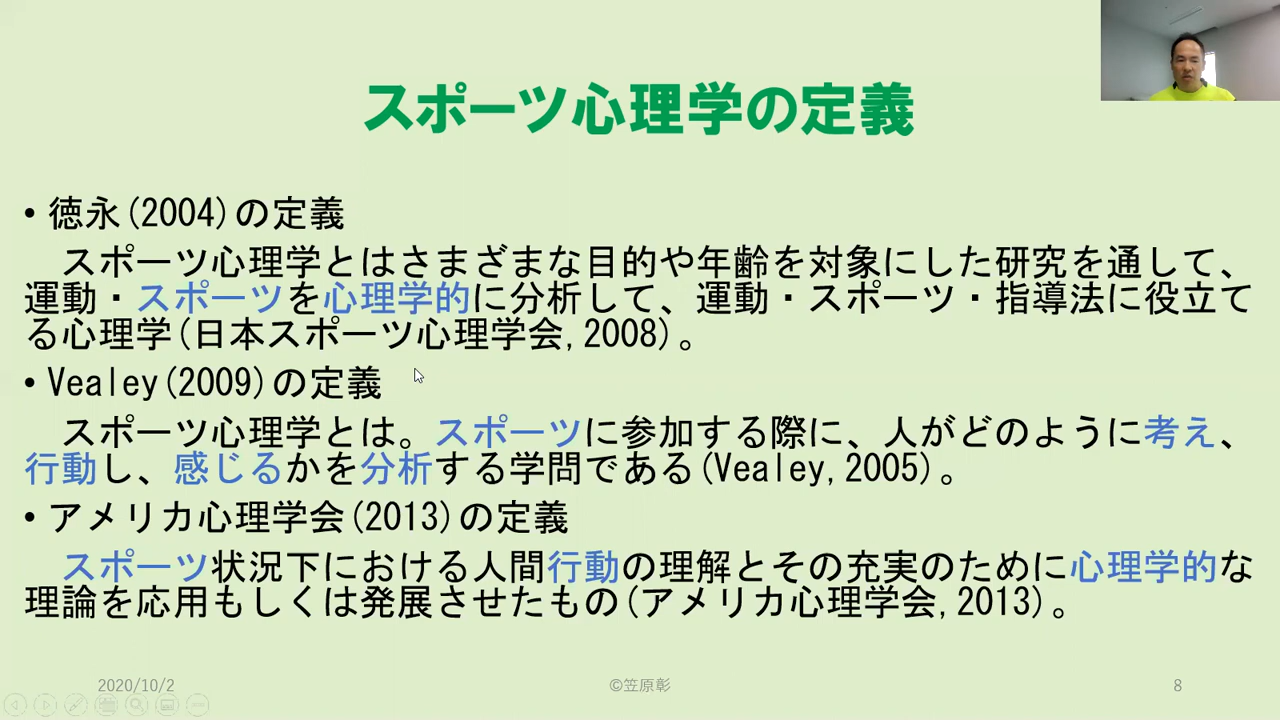 スポーツ心理学の定義
• 徳永(2004)の定義
スポーツ心理学とはさまざまな目的や年齢を対象にした研究を通して、
運動・スポーツを心理学的に分析して、運動・スポーツ・指導法に役立て
る心理学(日本スポーツ心理学会,2008)。
• Vealey(2009)の定義
スポーツ心理学とは。スポーツに参加する際に、人がどのように考え、
行動し、感じるかを分析する学問である(Vealey,2005)。
• アメリカ心理学会(2013)の定義
スポーツ状況下における人間行動の理解とその充実のために心理学的な
理論を応用もしくは発展させたもの(アメリカ心理学会,2013)。
2020/10/2
©笠原彰
8